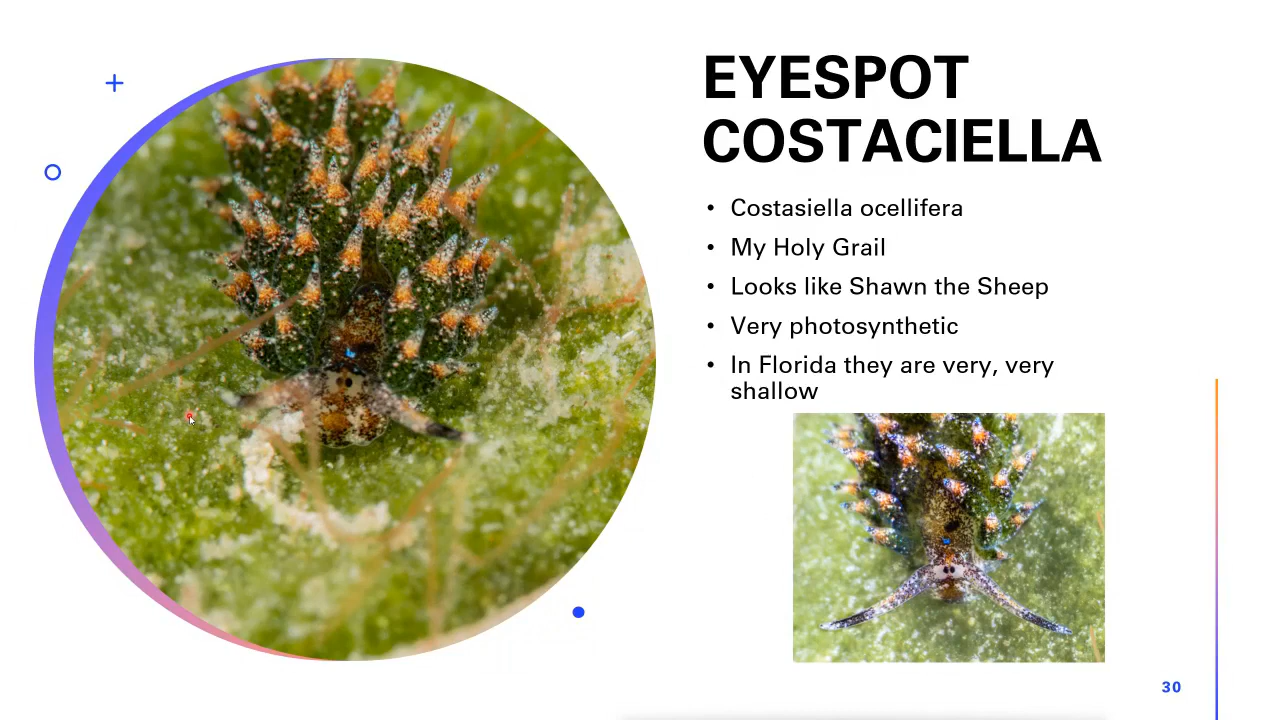 EYESPOT
COSTACIELLA
• Costasiella ocellifera
• My Holy Grail
• Looks like Shawn the Sheep
• Very photosynthetic
• In Florida they are very, very
shallow
30